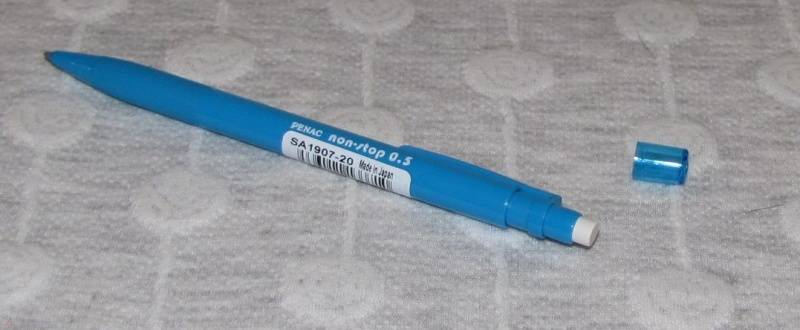 PENAC non-stop 0.5
SA1907-20 Made in Japan